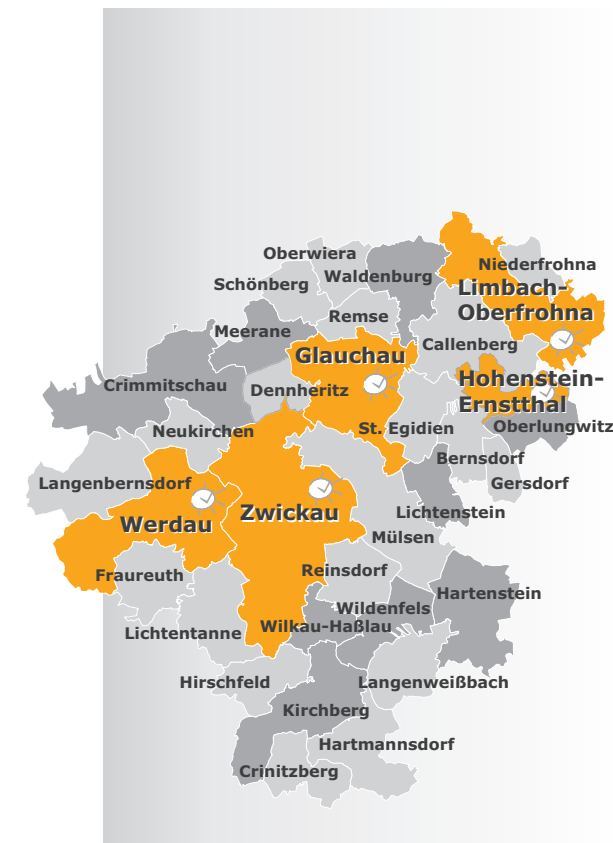 Oberwiera
Niederfrohna
Waldenburg
Schönberg
Limbach-
Oberfrohna
Remse
Meerane
Callenberg
Glauchau
Hohenstein-
Ernstthal
Crimmitschau
Dennheritz
Oberlungwitz
St. Egidien
Neukirchen
Bernsdorf
Gersdorf
Langenbernsdorf
Lichtenstein
Zwickau
Werdau
Mülsen
Reinsdorf
Fraureuth
Hartenstein
Wildenfels
Wilkau-Haßlau
Lichtentanne
Hirschfeld
Langenweißbach
Kirchberg
Hartmannsdorf
Crinitzberg